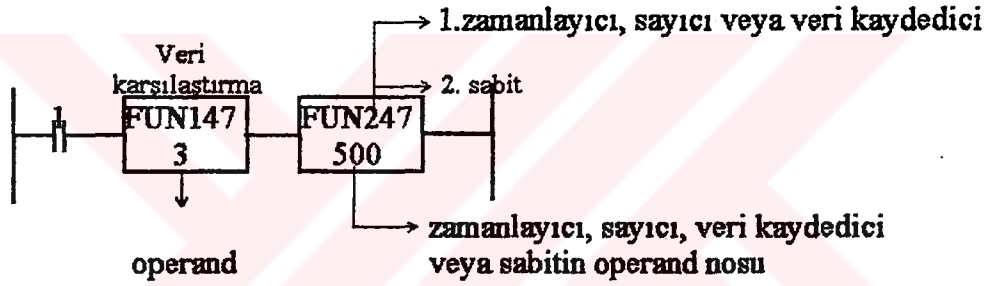 1.zamanlayıcı, sayıcı veya veri kaydedici
Veri
karşılaştırma
2. sabit
1
FUN147
3
FUN247
500
zamanlayıcı, sayıcı, veri kaydedici
veya sabitin operand nosu
operand